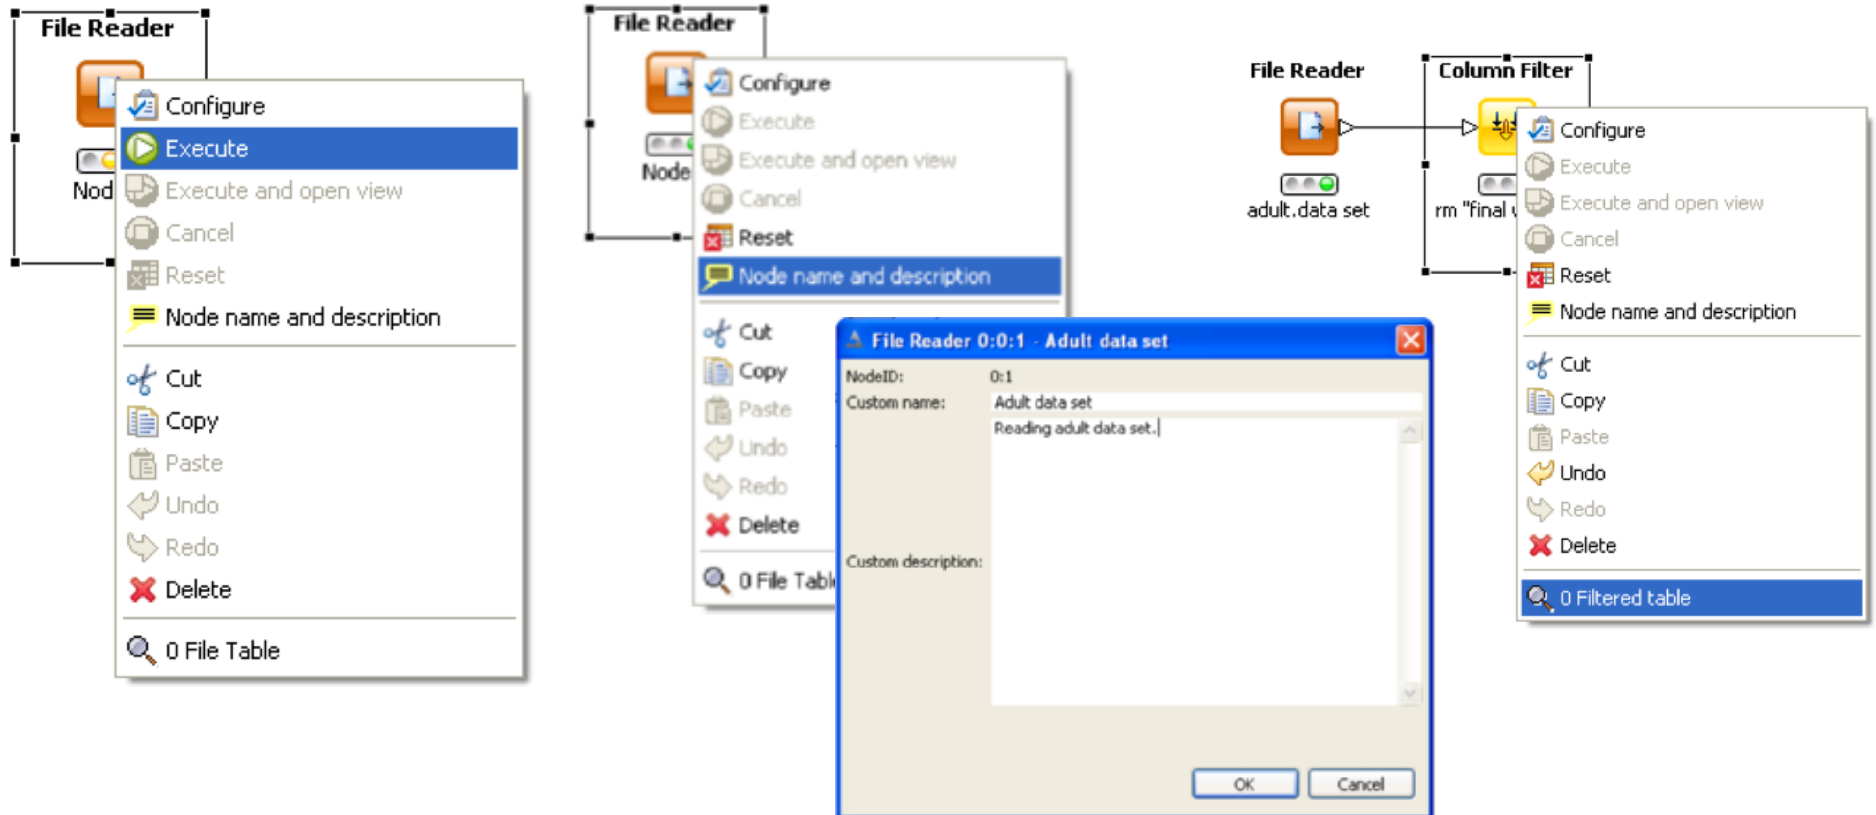 File Reader
Nod
Configure
Execute
Execute and open view
Cancel
Reset
Node name and description
Cut
Copy
Paste
Undo
Redo
Delete
0 File Table
File Reader
Node
Configure
Execute
Execute and open view
Cancel
Reset
Node name and description
Cut
Copy
Paste
Undo
Redo
Delete
0 File Tabl
File Reader 0:0:1 - Adult data set
NodeID: 0:1
Custom name: Adult data set
Reading adult data set.
Custom description:
OK Cancel
File Reader
adult.data set
Column Filter
rm "final
Configure
Execute
Execute and open view
Cancel
Reset
Node name and description
Cut
Copy
Paste
Undo
Redo
Delete
0 Filtered table